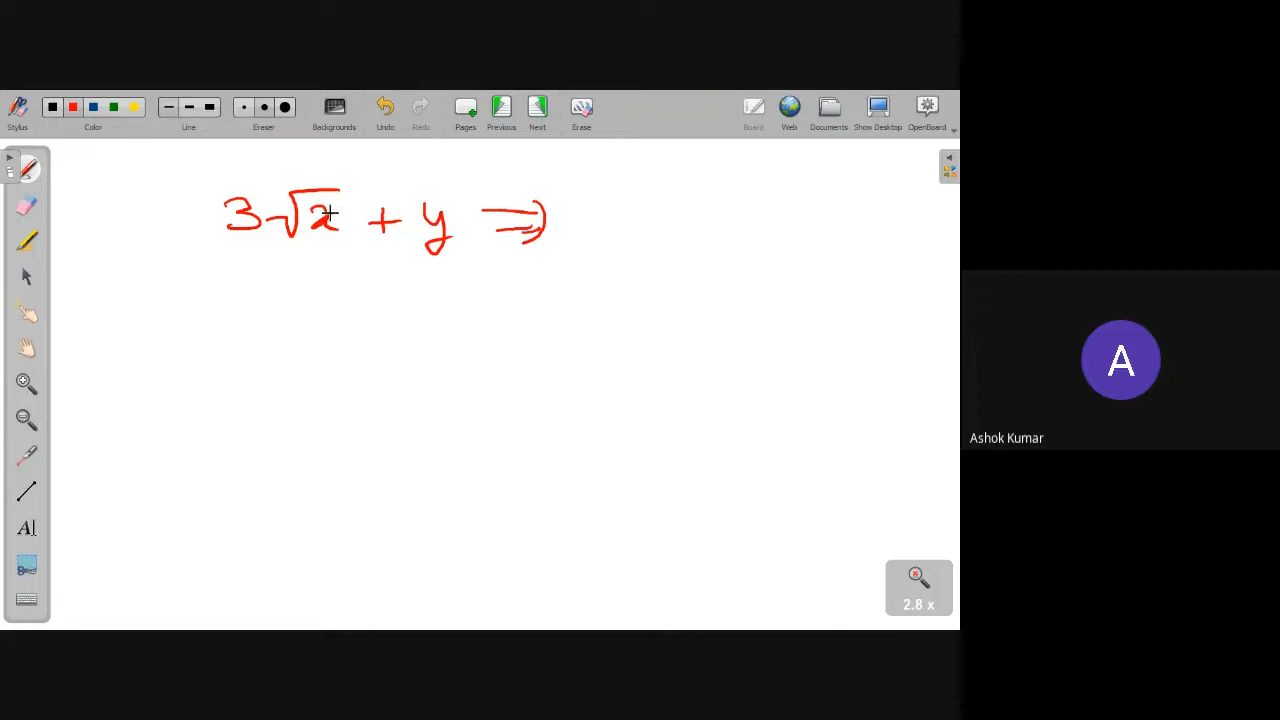 Stylus Color Line Eraser Backgrounds Undo Redo Pages Previous Next Erase Board Web Documents Show Desktop OpenBoard
3√x + y ⇒
A
Ashok Kumar
2.8 x